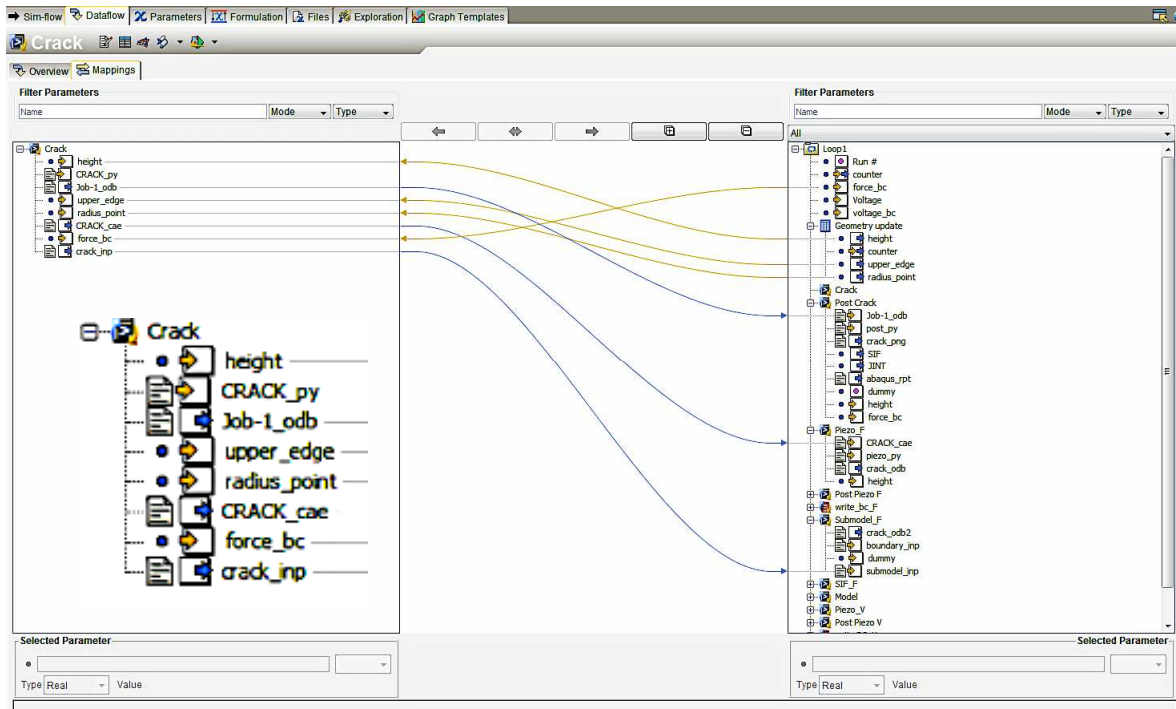 Sim-flow Dataflow Parameters Formulation Files Exploration Graph Templates
Crack
Overview Mappings
Filter Parameters
Name Mode Type
Crack
height
CRACK_py
Job-1_odb
upper_edge
radius_point
CRACK_cae
force_bc
crack_inp
Crack
height
CRACK_py
Job-1_odb
upper_edge
radius_point
CRACK_cae
force_bc
crack_inp
Selected Parameter
Type Real Value
Filter Parameters
Name Mode Type
All
Loop1
Run #
counter
force_bc
Voltage
voltage_bc
Geometry update
height
counter
upper_edge
radius_point
Crack
Post Crack
Job-1_odb
post_py
crack_png
SIF
JINT
abaqus_rpt
dummy
height
force_bc
Piezo_F
CRACK_cae
piezo_py
crack_odb
height
Post Piezo F
write_bc_F
Submodel_F
crack_odb2
boundary_inp
dummy
submodel_inp
SIF_F
Model
Piezo_V
Post Piezo V
Selected Parameter
Type Real Value